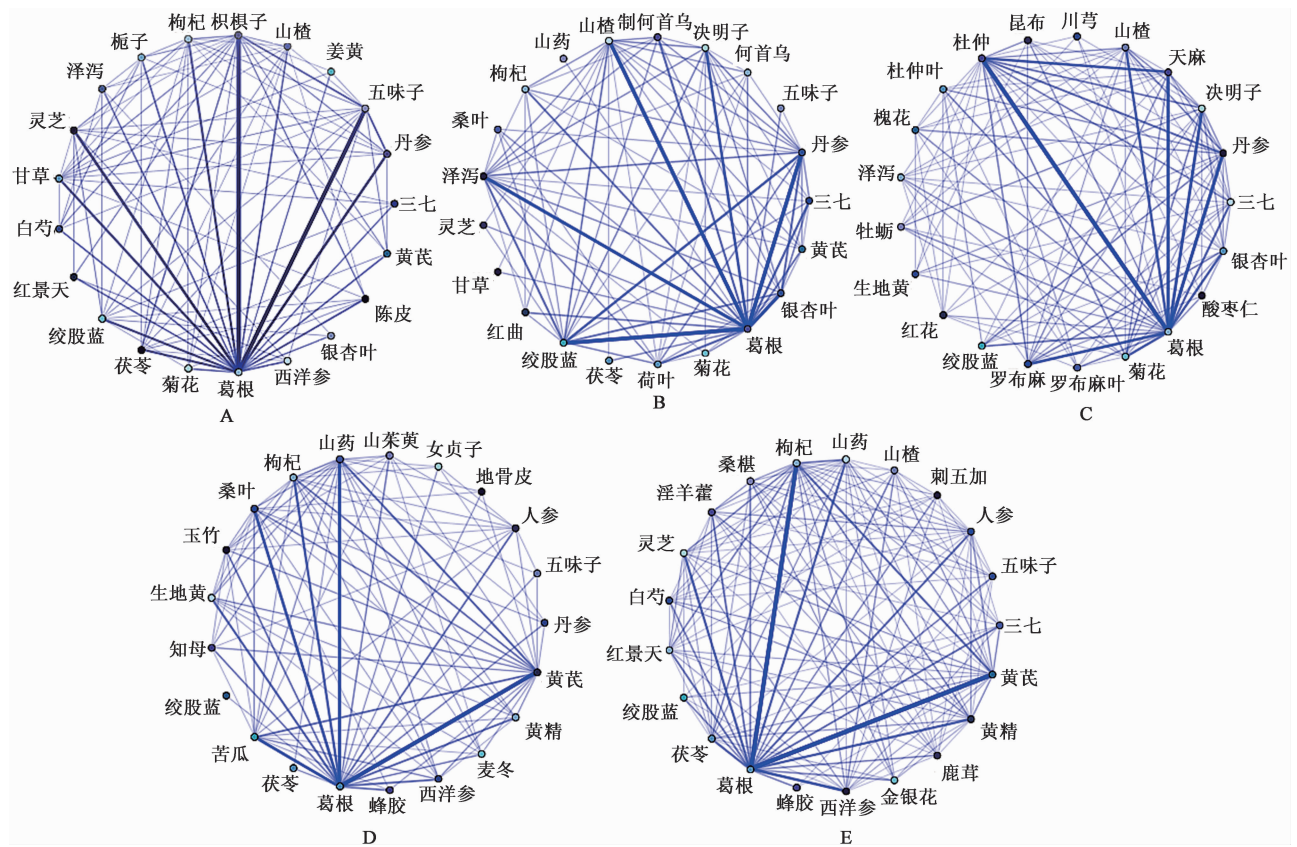 枳椇子
山楂
姜黄
五味子
丹参
三七
黄芪
陈皮
银杏叶
西洋参
葛根
菊花
茯苓
绞股蓝
红景天
白芍
甘草
灵芝
泽泻
栀子
枸杞
A
制何首乌
决明子
何首乌
五味子
丹参
三七
黄芪
银杏叶
葛根
菊花
荷叶
茯苓
绞股蓝
红曲
甘草
灵芝
泽泻
桑叶
枸杞
山药
山楂
B
川芎
山楂
天麻
决明子
丹参
三七
银杏叶
酸枣仁
葛根
菊花
罗布麻叶
罗布麻
绞股蓝
红花
生地黄
牡蛎
泽泻
槐花
杜仲叶
杜仲
昆布
C
山药
山茱萸
女贞子
地骨皮
人参
五味子
丹参
黄芪
黄精
麦冬
西洋参
蜂胶
葛根
茯苓
苦瓜
绞股蓝
知母
生地黄
玉竹
桑叶
枸杞
D
山药
山楂
刺五加
人参
五味子
三七
黄芪
黄精
鹿茸
金银花
西洋参
蜂胶
葛根
茯苓
绞股蓝
红景天
白芍
灵芝
淫羊藿
桑椹
枸杞
E